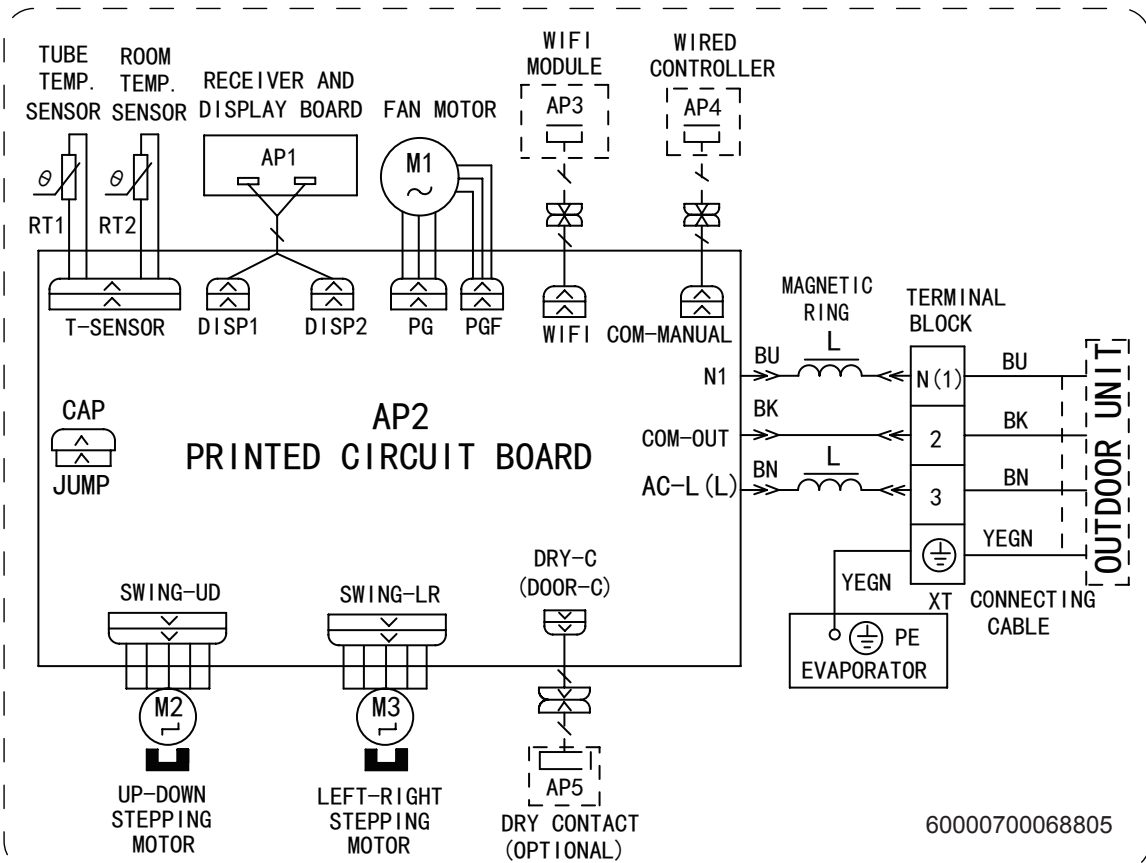 TUBE
TEMP.
SENSOR
ROOM
TEMP.
SENSOR
RECEIVER AND
DISPLAY BOARD
FAN MOTOR
WIFI
MODULE
WIRED
CONTROLLER
AP1
M1
AP3
AP4
θ
RT1
θ
RT2
T-SENSOR
DISP1
DISP2
PG
PGF
WIFI
COM-MANUAL
MAGNETIC
RING
TERMINAL
BLOCK
N1
BU
L
N(1)
BU
CAP
JUMP
AP2
PRINTED CIRCUIT BOARD
COM-OUT
BK
2
BK
AC-L(L)
BN
L
3
BN
YEGN
OUTDOOR UNIT
YEGN
XT
CONNECTING
CABLE
PE
EVAPORATOR
SWING-UD
SWING-LR
DRY-C
(DOOR-C)
M2
M3
UP-DOWN
STEPPING
MOTOR
LEFT-RIGHT
STEPPING
MOTOR
AP5
DRY CONTACT
(OPTIONAL)
60000700068805